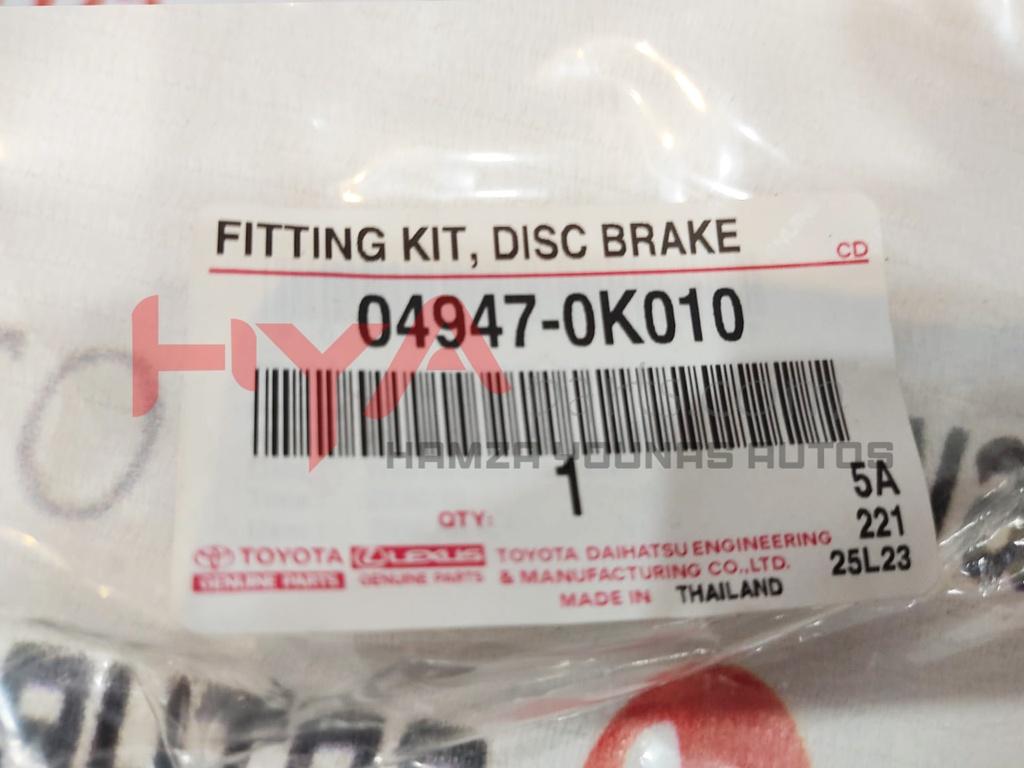 FITTING KIT, DISC BRAKE
CD
04947-0K010
HYA
HAMZA YOUNAS AUTOS
QTY: 1
5A
221
25L23
TOYOTA
GENUINE PARTS
LEXUS
GENUINE PARTS
TOYOTA DAIHATSU ENGINEERING
& MANUFACTURING CO.,LTD.
MADE IN THAILAND